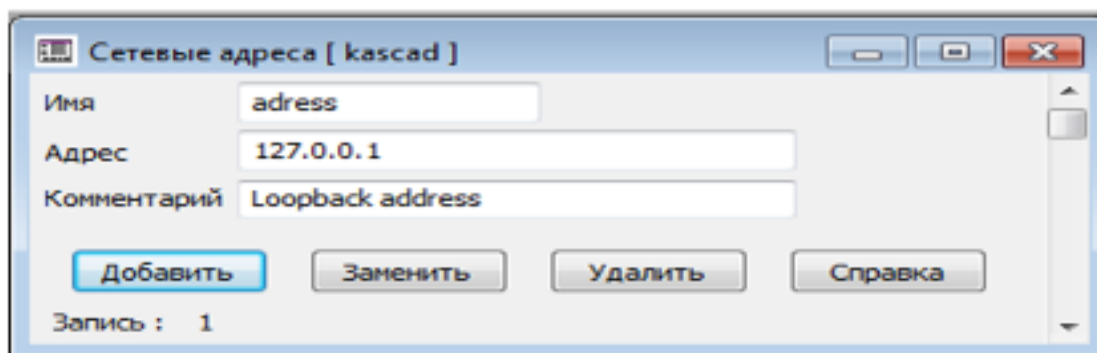 Сетевые адреса [ kascad ]
Имя adress
Адрес 127.0.0.1
Комментарий Loopback address
Добавить Заменить Удалить Справка
Запись : 1